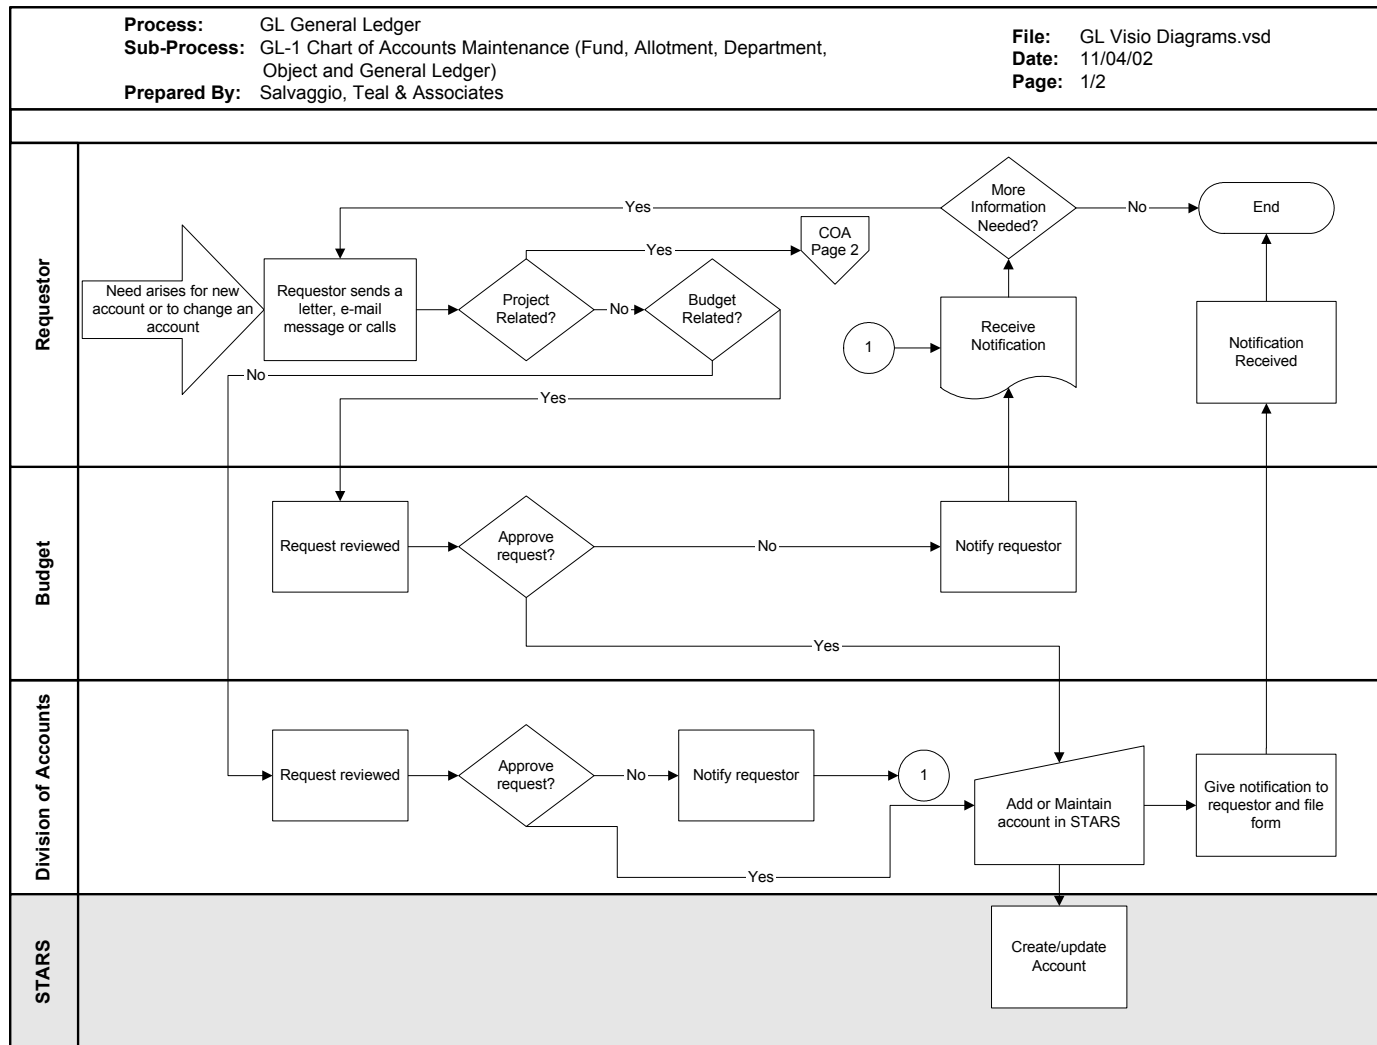 Process: GL General Ledger
Sub-Process: GL-1 Chart of Accounts Maintenance (Fund, Allotment, Department,
Object and General Ledger)
Prepared By: Salvaggio, Teal & Associates
File: GL Visio Diagrams.vsd
Date: 11/04/02
Page: 1/2
Requestor
Need arises for new
account or to change an
account
Requestor sends a
letter, e-mail
message or calls
Yes
Project
Related?
Yes
COA
Page 2
No
Budget
Related?
No
Yes
More
Information
Needed?
No
End
1
Receive
Notification
Notification
Received
Budget
Request reviewed
Approve
request?
No
Notify requestor
Yes
Division of Accounts
Request reviewed
Approve
request?
No
Notify requestor
1
Yes
Add or Maintain
account in STARS
Give notification to
requestor and file
form
STARS
Create/update
Account